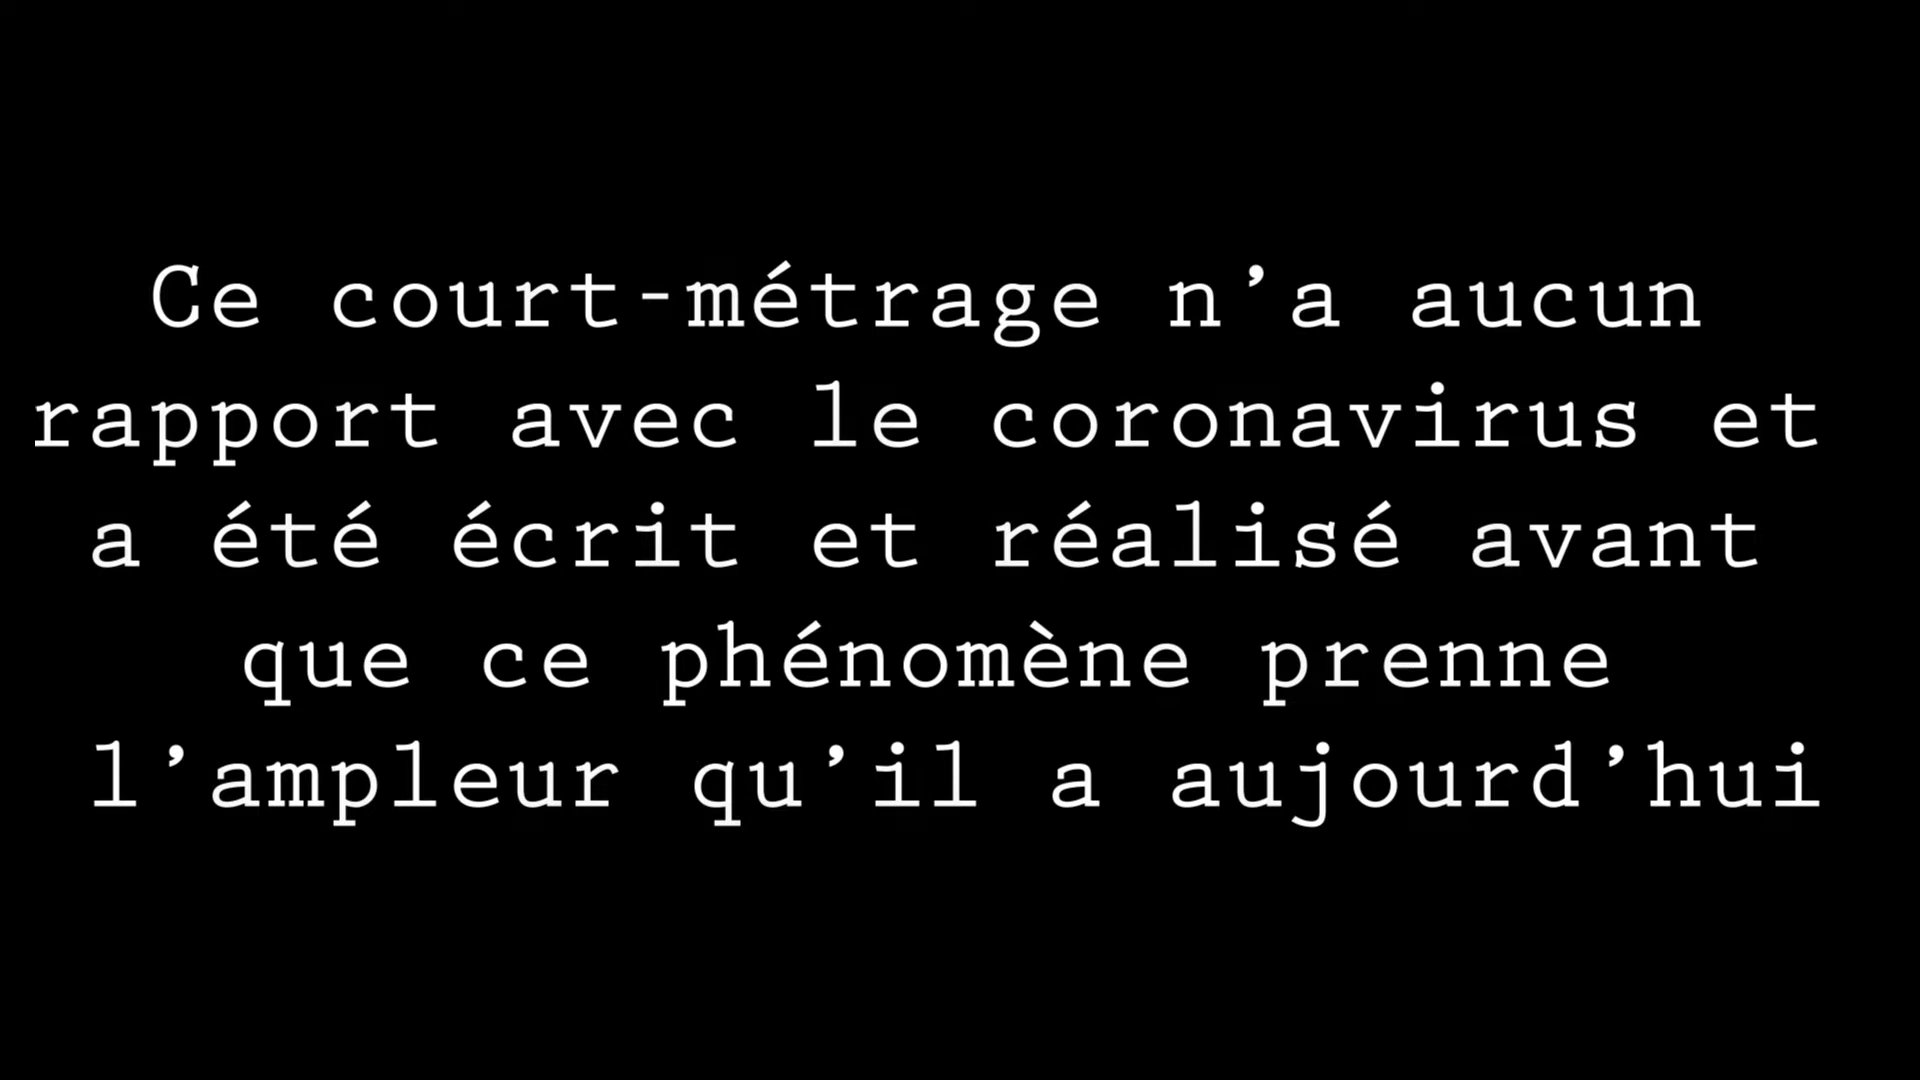 Ce court-métrage n’a aucun
rapport avec le coronavirus et
a été écrit et réalisé avant
que ce phénomène prenne
l’ampleur qu’il a aujourd’hui